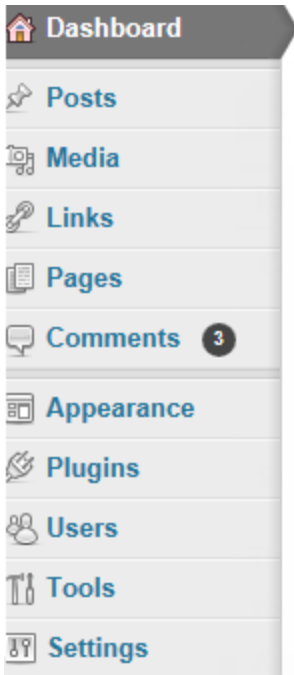 Dashboard
Posts
Media
Links
Pages
Comments 3
Appearance
Plugins
Users
Tools
Settings